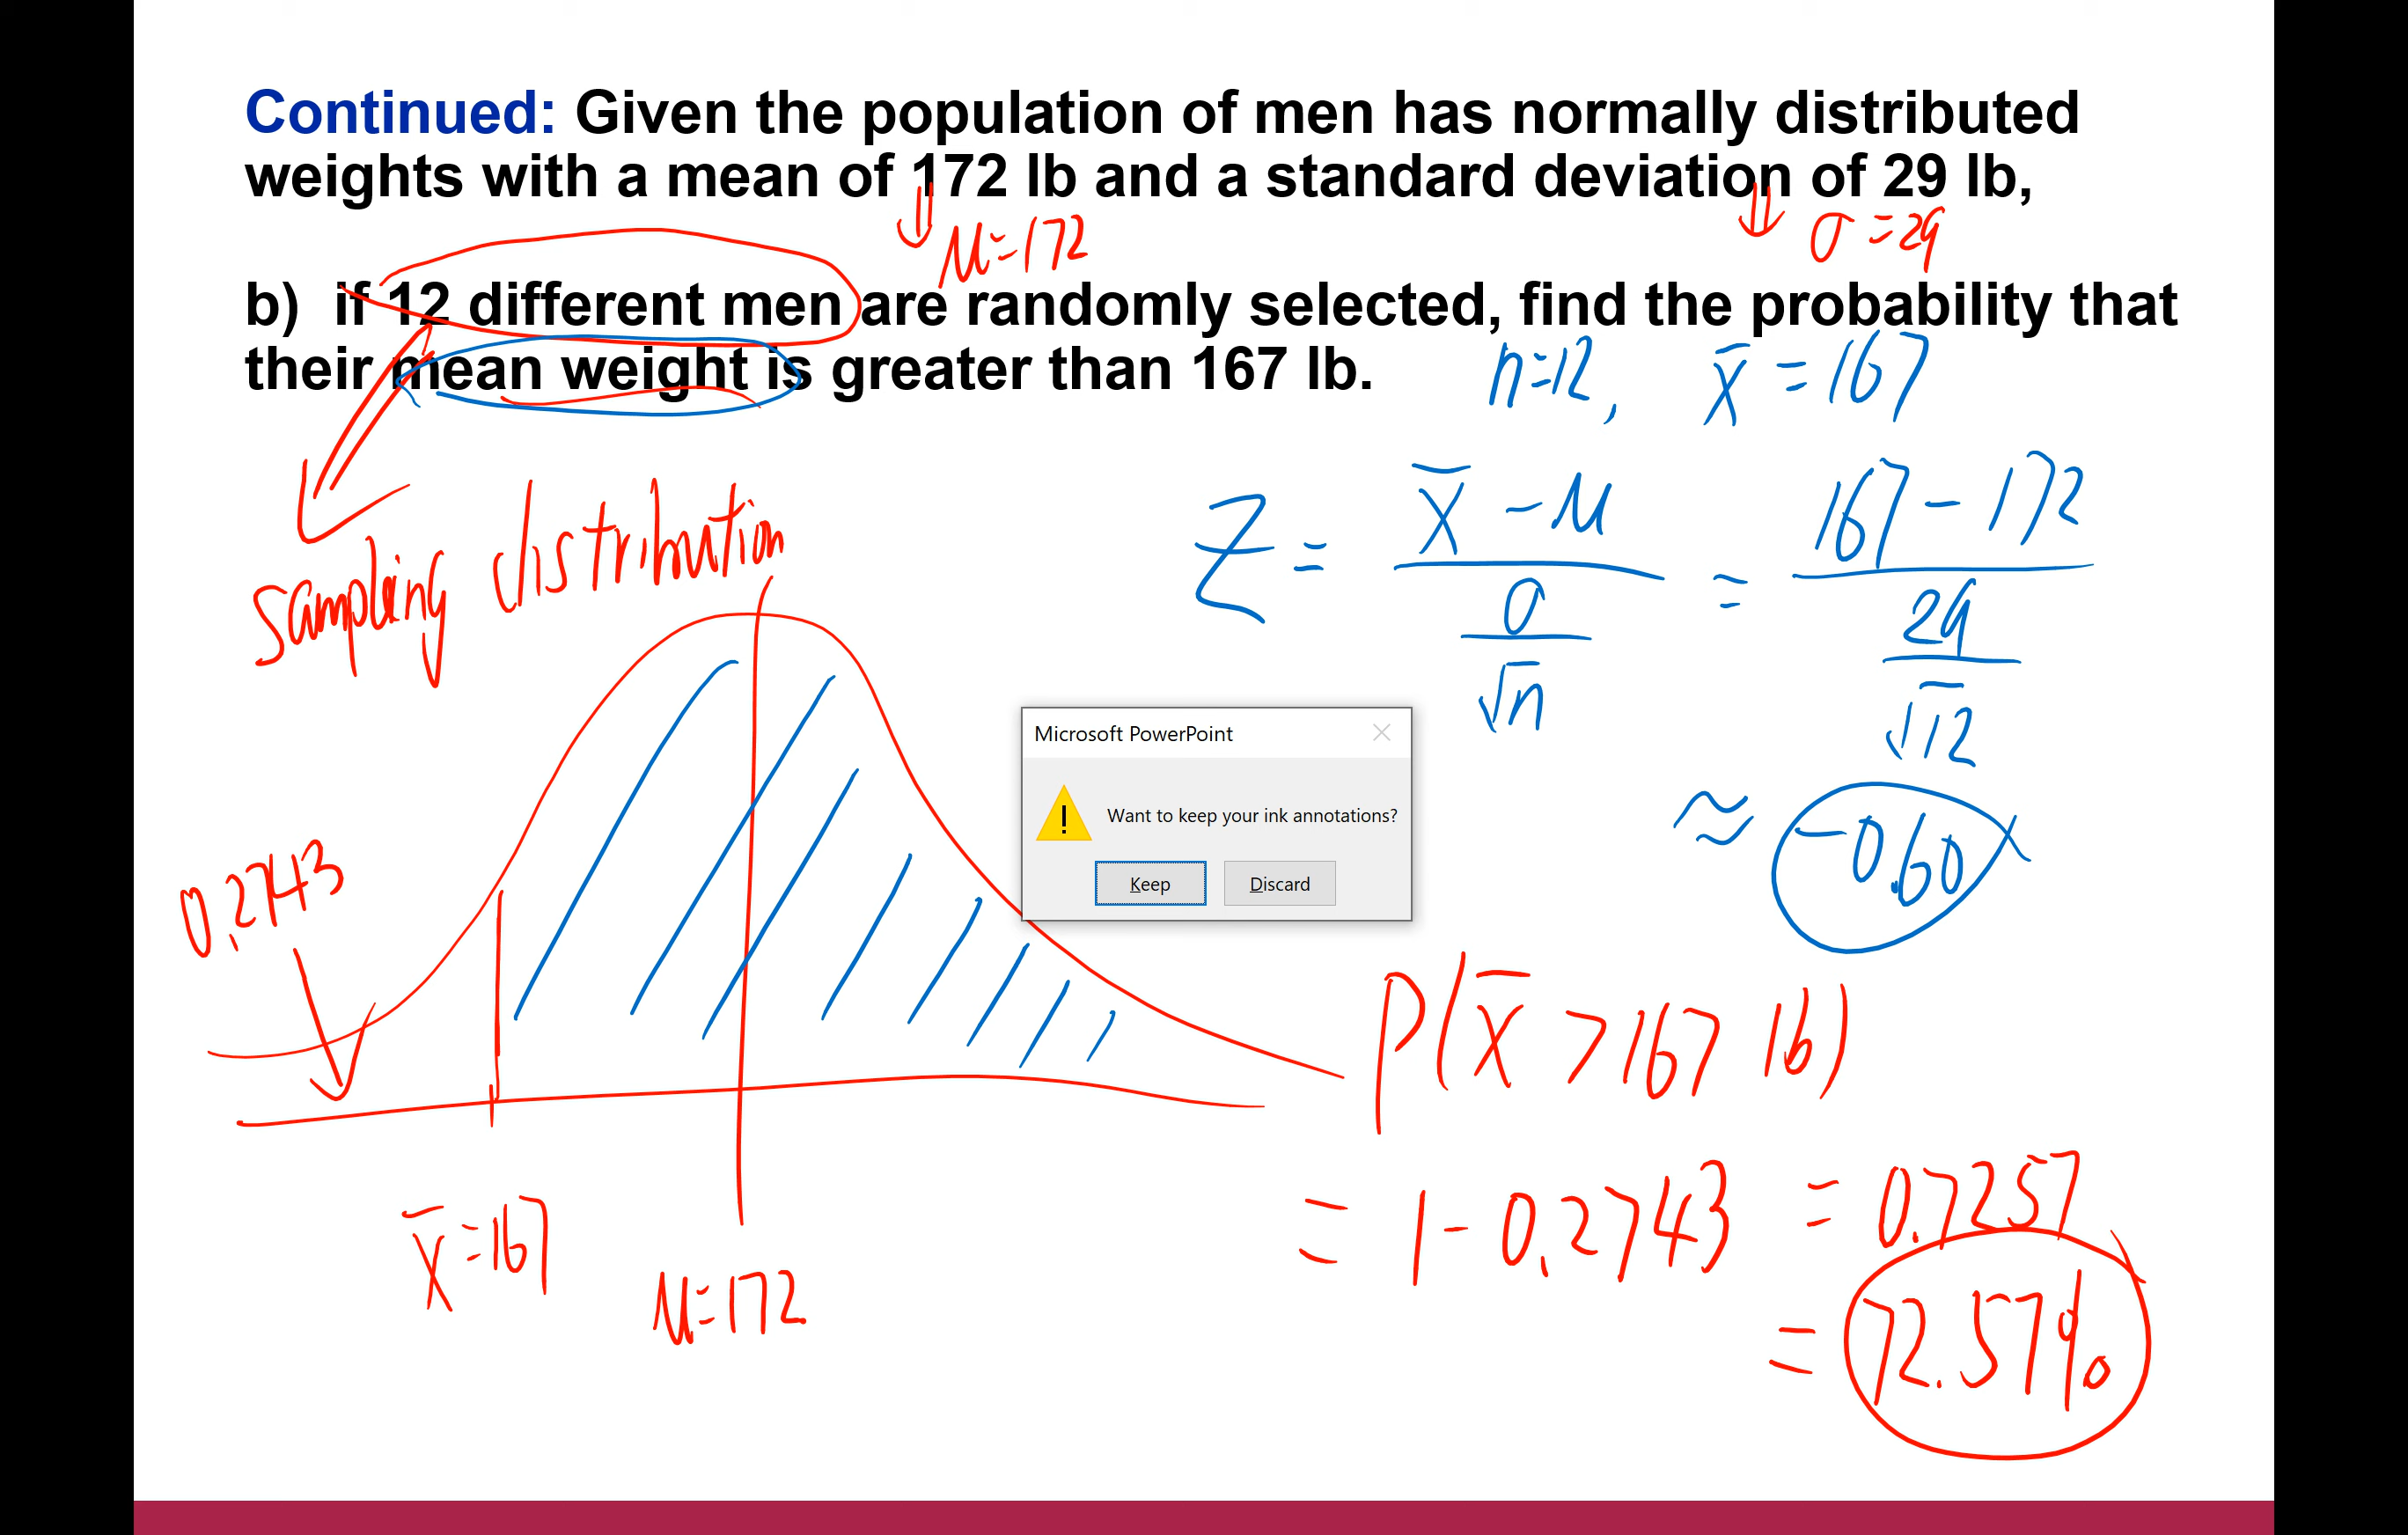 Continued: Given the population of men has normally distributed
weights with a mean of 172 lb and a standard deviation of 29 lb,
μ=172
σ=29
b) if 12 different men are randomly selected, find the probability that
their mean weight is greater than 167 lb.
n=12, x̄=167
sampling distribution
Z = (x̄ - μ) / (σ/√n) = (167 - 172) / (29/√12)
≈ -0.60
Microsoft PowerPoint
Want to keep your ink annotations?
Keep Discard
0.2743
P(x̄ > 167 lb)
= 1 - 0.2743 = 0.7257
= 72.57%
x̄=167
μ=172